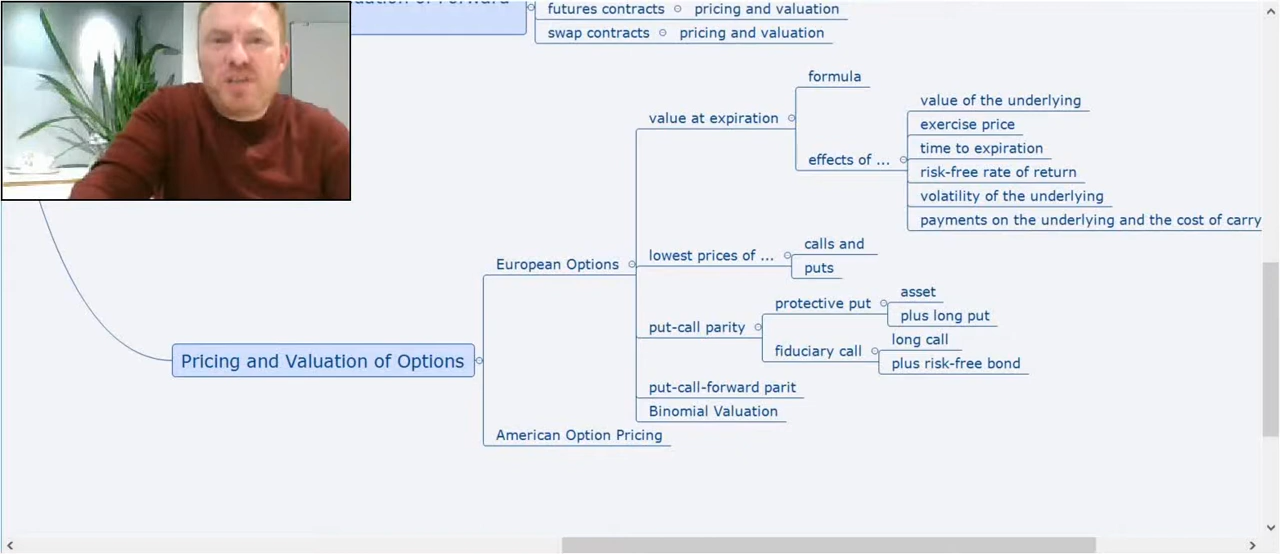 uation of Forward
futures contracts pricing and valuation
swap contracts pricing and valuation
formula
value at expiration
value of the underlying
exercise price
time to expiration
effects of ...
risk-free rate of return
volatility of the underlying
payments on the underlying and the cost of carry
lowest prices of ...
calls and
puts
European Options
protective put
asset
plus long put
put-call parity
fiduciary call
long call
plus risk-free bond
Pricing and Valuation of Options
put-call-forward parit
Binomial Valuation
American Option Pricing